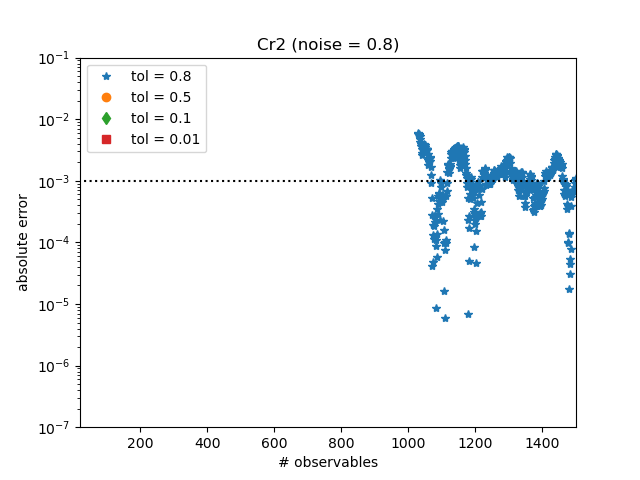 Cr2 (noise = 0.8)
tol = 0.8
tol = 0.5
tol = 0.1
tol = 0.01
10⁻¹
10⁻²
10⁻³
10⁻⁴
10⁻⁵
10⁻⁶
10⁻⁷
absolute error
200 400 600 800 1000 1200 1400
# observables